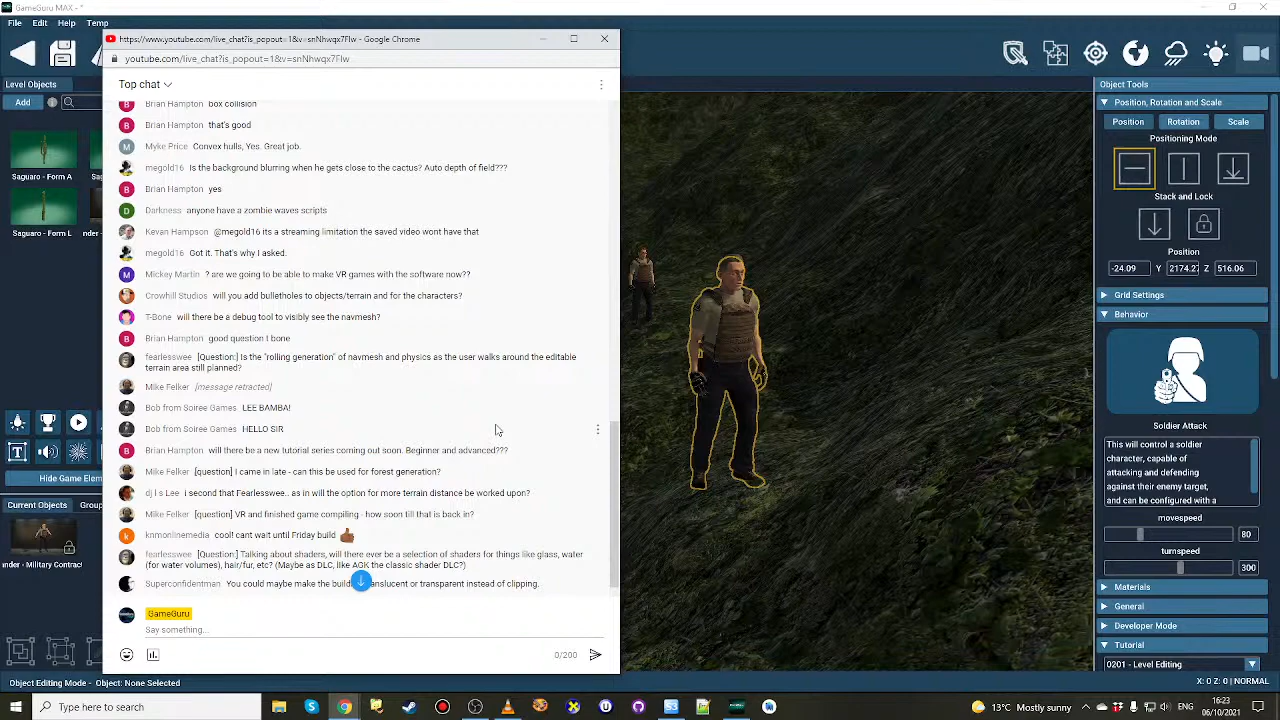 GameGuru MAX - *
File Edit Help Temp
https://www.youtube.com/live_chat?is_popout=1&v=snNhwqx7Flw - Google Chrome
youtube.com/live_chat?is_popout=1&v=snNhwqx7Flw
Top chat
Brian Hampton box collision
Brian Hampton that's good
Myke Price Convex hulls, Yes. Great job.
megold16 Is the background blurring when he gets close to the cactus? Auto depth of field???
Brian Hampton yes
Darkness anyone have a zombie waves scripts
Kevan Hampson @megold16 its a streaming limitation the saved video wont have that
megold16 Got it. That's why I asked.
Mickey Martin ? are we going to be able to make VR games with the software now??
Crowhill Studios will you add bulletholes to objects/terrain and for the characters?
T-Bone will there be a debug tool to visibly see the navmesh?
Brian Hampton good question I bone
fearlesswee [Question:] Is the "rolling generation" of navmesh and physics as the user walks around the editable
terrain area still planned?
Mike Felker [message retracted]
Bob from Soiree Games LEE BAMBA!
Bob from Soiree Games HELLO SIR
Brian Hampton will there be a new tutorial series coming out soon. Beginner and advanced???
Mike Felker [question] I came in late - can this be used for forest generation?
dj l s Lee i second that Fearlesswee.. as in will the option for more terrain distance be worked upon?
Mike Felker [question] VR and finished game compiling - how soon till that is back in?
knmonlinemedia cool! cant wait until Friday build
fearlesswee [Question:] Talking about shaders, will there ever be a selection of shaders for things like glass, water
(for water volumes), hair/fur, etc? (Maybe as DLC, like AGK the classic shader DLC?)
Superconfidentman You could maybe make the build translucent or transparent instead of clipping.
GameGuru
Say something...
0/200
Level Objects
Add
Saguaro - Form A
Sag
Saguaro - Form L
nder -
Hide Game Elem
Current Objects Group
nder - Military Contract
Object Editing Mode - Object: None Selected
X: 0 Z: 0 | NORMAL
Object Tools
Position, Rotation and Scale
Position Rotation Scale
Positioning Mode
Stack and Lock
Position
-24.09 Y 2174.2 Z 516.06
Grid Settings
Behavior
Soldier Attack
This will control a soldier
character, capable of
attacking and defending
against their enemy target,
and can be configured with a
movespeed
80
turnspeed
300
Materials
General
Developer Mode
Tutorial
0201 - Level Editing
Type here to search
13°C Mostly sunny
16:23
05/10/2021